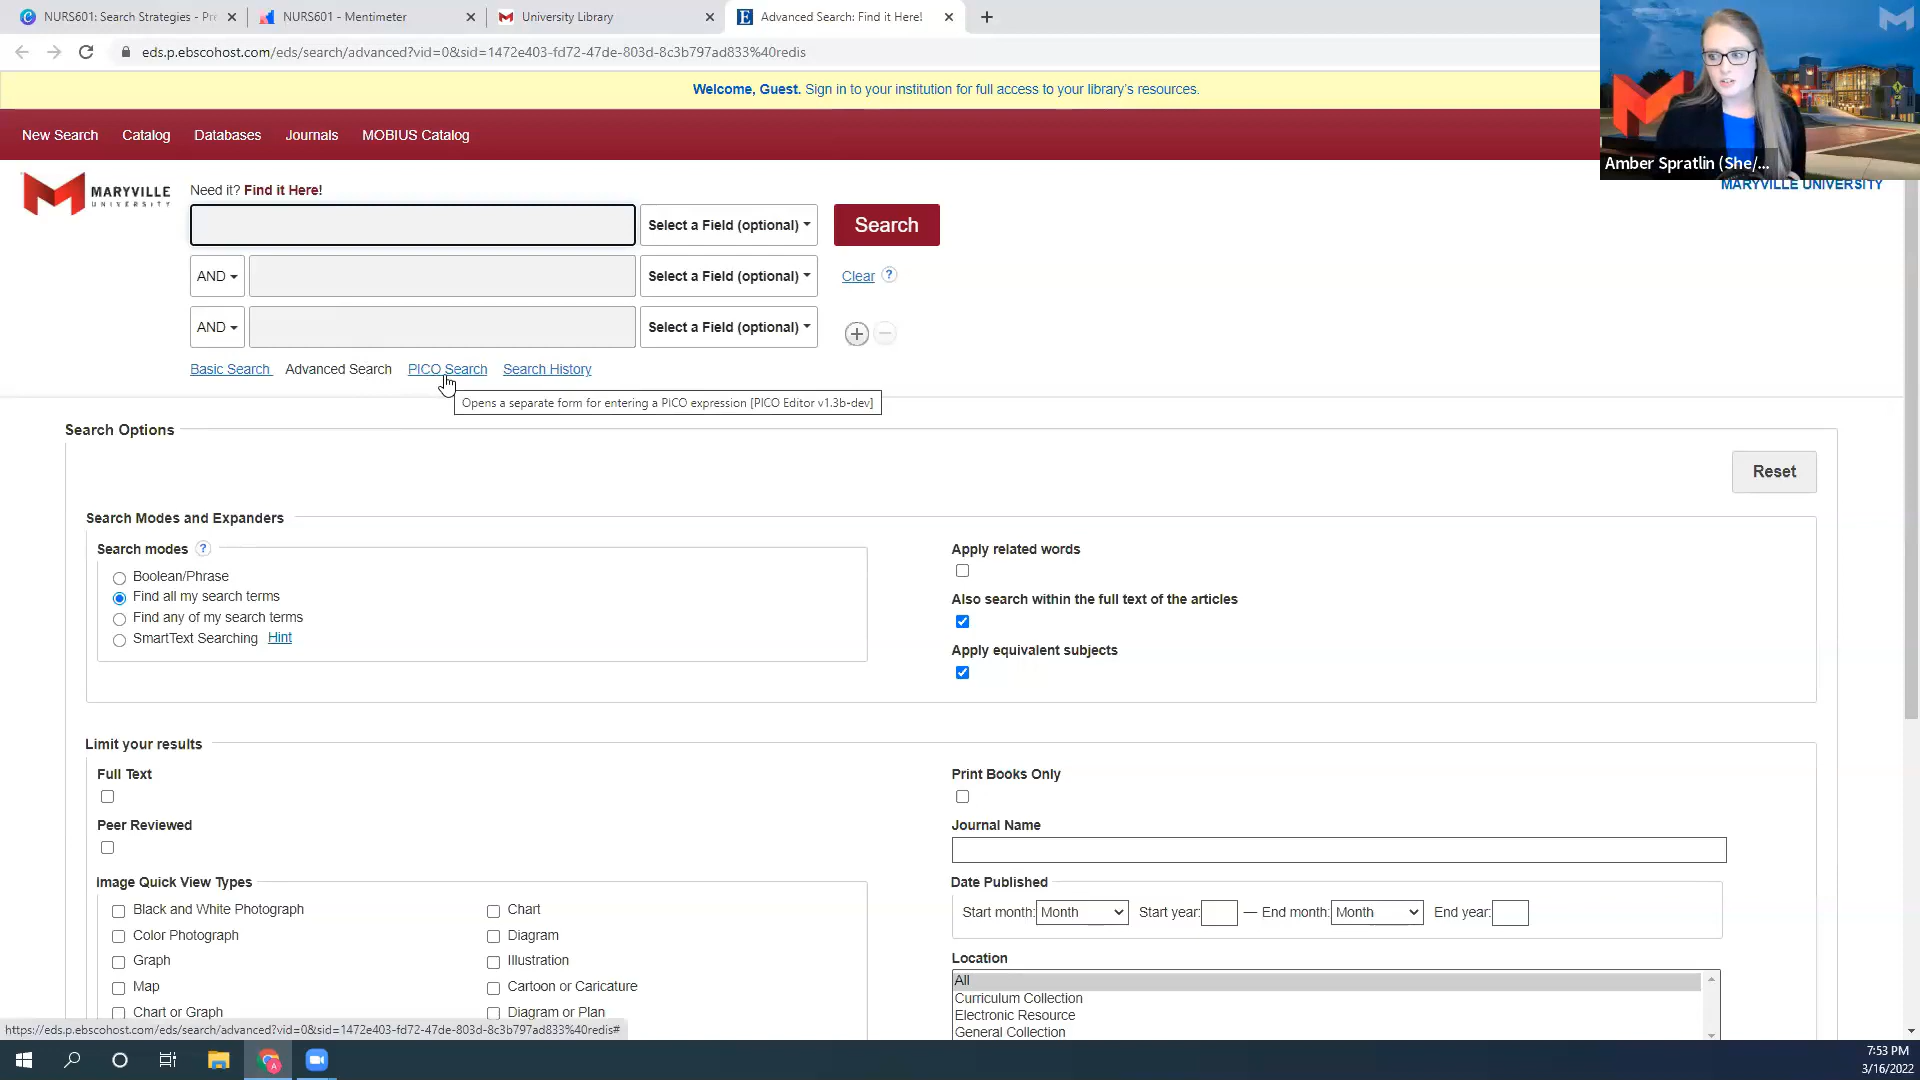 NURS601: Search Strategies - Pr
NURS601 - Mentimeter
University Library
Advanced Search: Find it Here!
eds.p.ebscohost.com/eds/search/advanced?vid=0&sid=1472e403-fd72-47de-803d-8c3b797ad833%40redis
Welcome, Guest. Sign in to your institution for full access to your library's resources.
New Search Catalog Databases Journals MOBIUS Catalog
Amber Spratlin (She/...
MARYVILLE UNIVERSITY
MARYVILLE
UNIVERSITY
Need it? Find it Here!
Select a Field (optional)
Search
AND
Select a Field (optional)
Clear ?
AND
Select a Field (optional)
Basic Search Advanced Search PICO Search Search History
Opens a separate form for entering a PICO expression [PICO Editor v1.3b-dev]
Search Options
Reset
Search Modes and Expanders
Search modes ?
Boolean/Phrase
Find all my search terms
Find any of my search terms
SmartText Searching Hint
Apply related words
Also search within the full text of the articles
Apply equivalent subjects
Limit your results
Full Text
Peer Reviewed
Print Books Only
Journal Name
Image Quick View Types
Black and White Photograph
Color Photograph
Graph
Map
Chart or Graph
Chart
Diagram
Illustration
Cartoon or Caricature
Diagram or Plan
Date Published
Start month: Month Start year: — End month: Month End year:
Location
All
Curriculum Collection
Electronic Resource
General Collection
https://eds.p.ebscohost.com/eds/search/advanced?vid=0&sid=1472e403-fd72-47de-803d-8c3b797ad833%40redis#
7:53 PM
3/16/2022